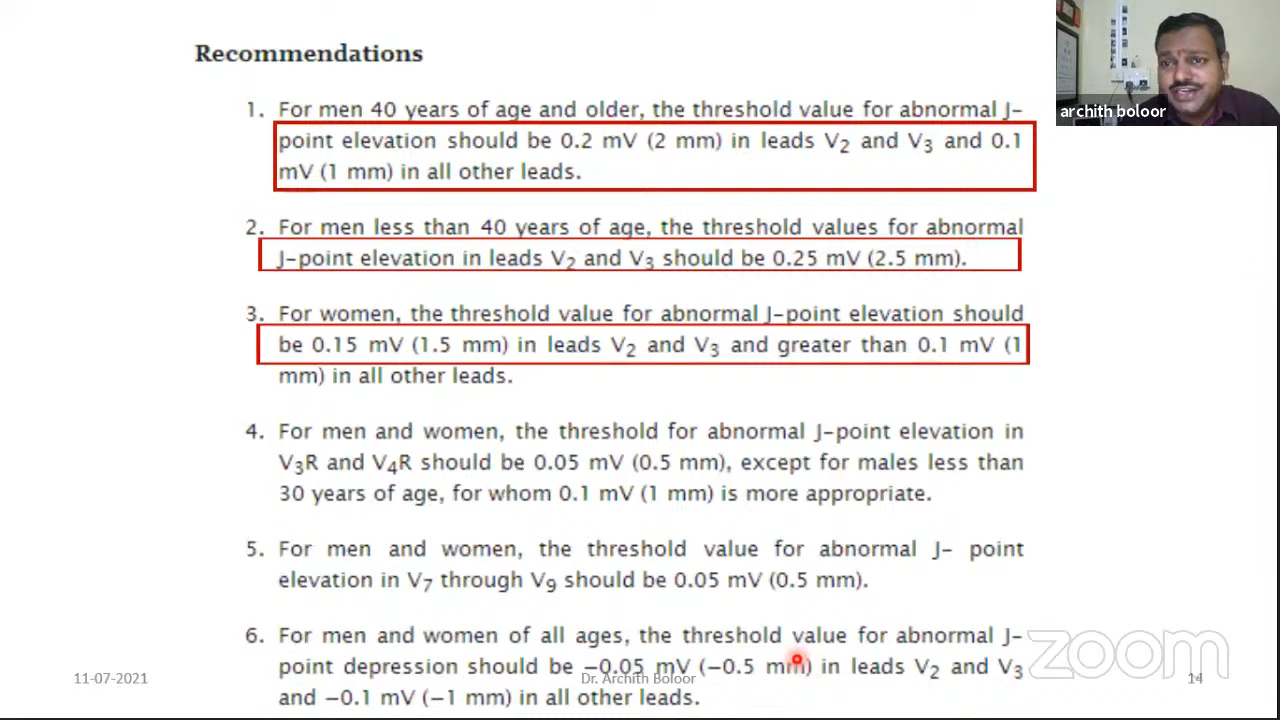 Recommendations
archith boloor
1. For men 40 years of age and older, the threshold value for abnormal J-
point elevation should be 0.2 mV (2 mm) in leads V2 and V3 and 0.1
mV (1 mm) in all other leads.
2. For men less than 40 years of age, the threshold values for abnormal
J-point elevation in leads V2 and V3 should be 0.25 mV (2.5 mm).
3. For women, the threshold value for abnormal J-point elevation should
be 0.15 mV (1.5 mm) in leads V2 and V3 and greater than 0.1 mV (1
mm) in all other leads.
4. For men and women, the threshold for abnormal J-point elevation in
V3R and V4R should be 0.05 mV (0.5 mm), except for males less than
30 years of age, for whom 0.1 mV (1 mm) is more appropriate.
5. For men and women, the threshold value for abnormal J- point
elevation in V7 through V9 should be 0.05 mV (0.5 mm).
6. For men and women of all ages, the threshold value for abnormal J-
point depression should be -0.05 mV (-0.5 mm) in leads V2 and V3
and -0.1 mV (-1 mm) in all other leads.
zoom
11-07-2021
Dr. Archith Boloor
14